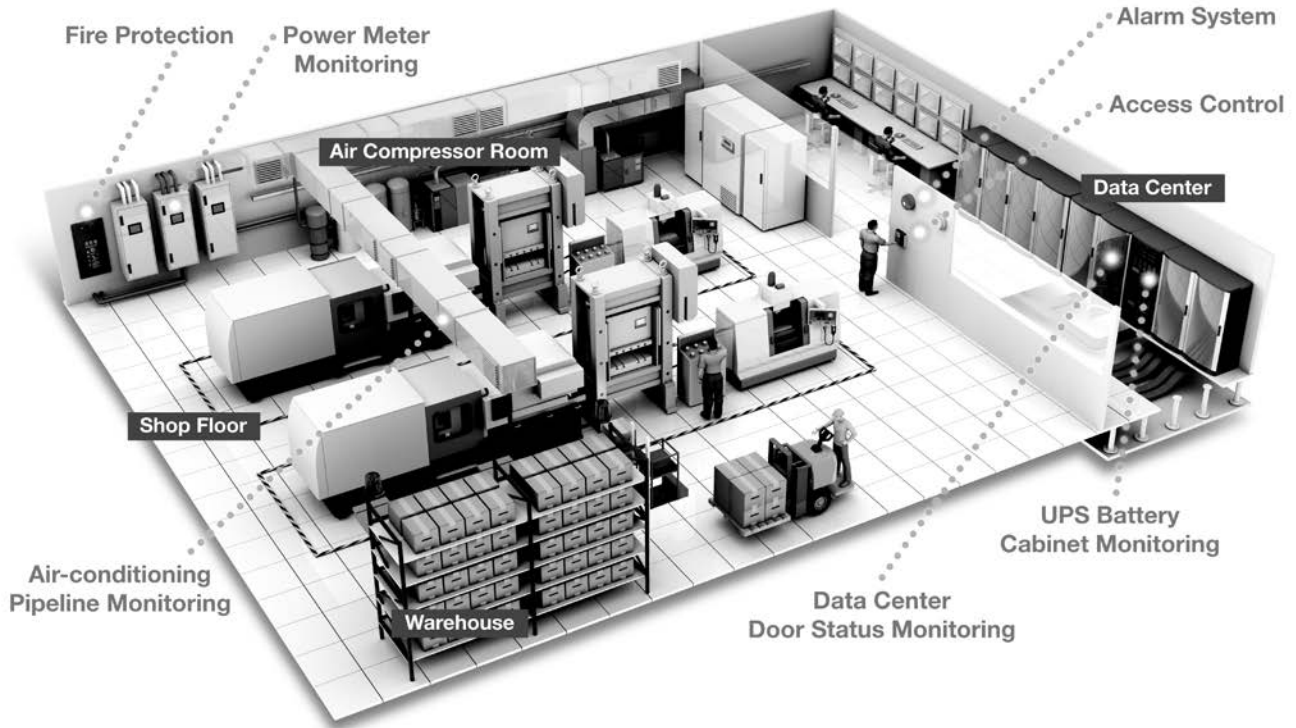 Fire Protection
Power Meter
Monitoring
Alarm System
Access Control
Air Compressor Room
Data Center
Shop Floor
Air-conditioning
Pipeline Monitoring
Warehouse
UPS Battery
Cabinet Monitoring
Data Center
Door Status Monitoring